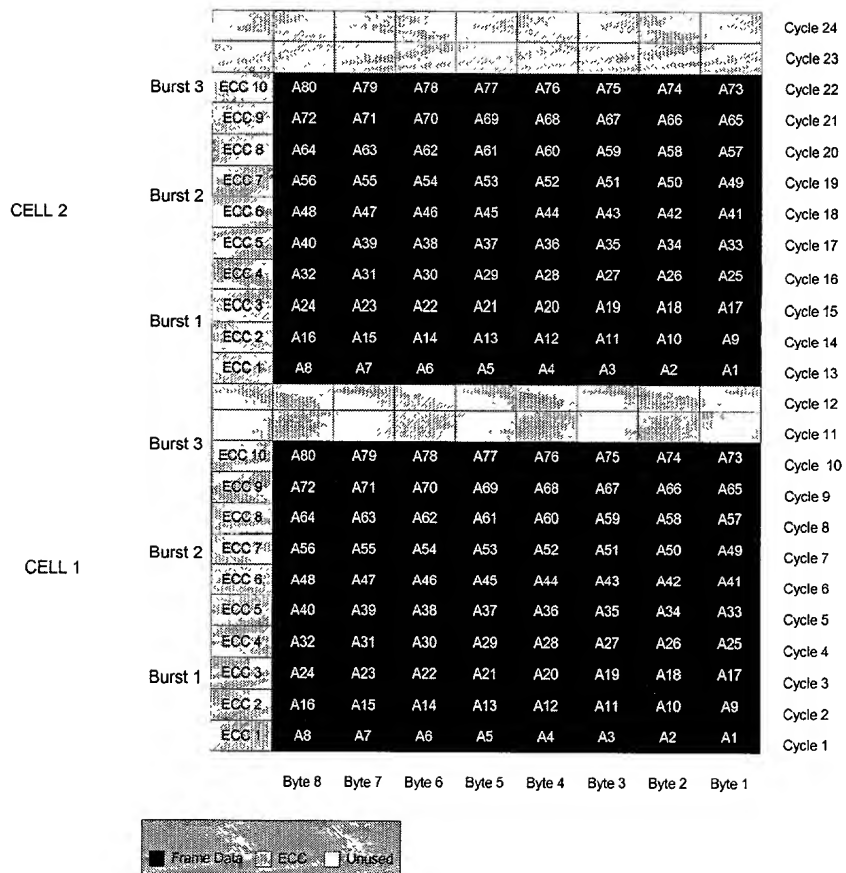 Cycle 24
Cycle 23
Burst 3 ECC 10 A80 A79 A78 A77 A76 A75 A74 A73 Cycle 22
ECC 9 A72 A71 A70 A69 A68 A67 A66 A65 Cycle 21
ECC 8 A64 A63 A62 A61 A60 A59 A58 A57 Cycle 20
Burst 2 ECC 7 A56 A55 A54 A53 A52 A51 A50 A49 Cycle 19
CELL 2 ECC 6 A48 A47 A46 A45 A44 A43 A42 A41 Cycle 18
ECC 5 A40 A39 A38 A37 A36 A35 A34 A33 Cycle 17
ECC 4 A32 A31 A30 A29 A28 A27 A26 A25 Cycle 16
Burst 1 ECC 3 A24 A23 A22 A21 A20 A19 A18 A17 Cycle 15
ECC 2 A16 A15 A14 A13 A12 A11 A10 A9 Cycle 14
ECC 1 A8 A7 A6 A5 A4 A3 A2 A1 Cycle 13
Cycle 12
Cycle 11
Burst 3 ECC 10 A80 A79 A78 A77 A76 A75 A74 A73 Cycle 10
ECC 9 A72 A71 A70 A69 A68 A67 A66 A65 Cycle 9
ECC 8 A64 A63 A62 A61 A60 A59 A58 A57 Cycle 8
Burst 2 ECC 7 A56 A55 A54 A53 A52 A51 A50 A49 Cycle 7
CELL 1 ECC 6 A48 A47 A46 A45 A44 A43 A42 A41 Cycle 6
ECC 5 A40 A39 A38 A37 A36 A35 A34 A33 Cycle 5
ECC 4 A32 A31 A30 A29 A28 A27 A26 A25 Cycle 4
Burst 1 ECC 3 A24 A23 A22 A21 A20 A19 A18 A17 Cycle 3
ECC 2 A16 A15 A14 A13 A12 A11 A10 A9 Cycle 2
ECC 1 A8 A7 A6 A5 A4 A3 A2 A1 Cycle 1
Byte 8 Byte 7 Byte 6 Byte 5 Byte 4 Byte 3 Byte 2 Byte 1
Frame Data ECC Unused